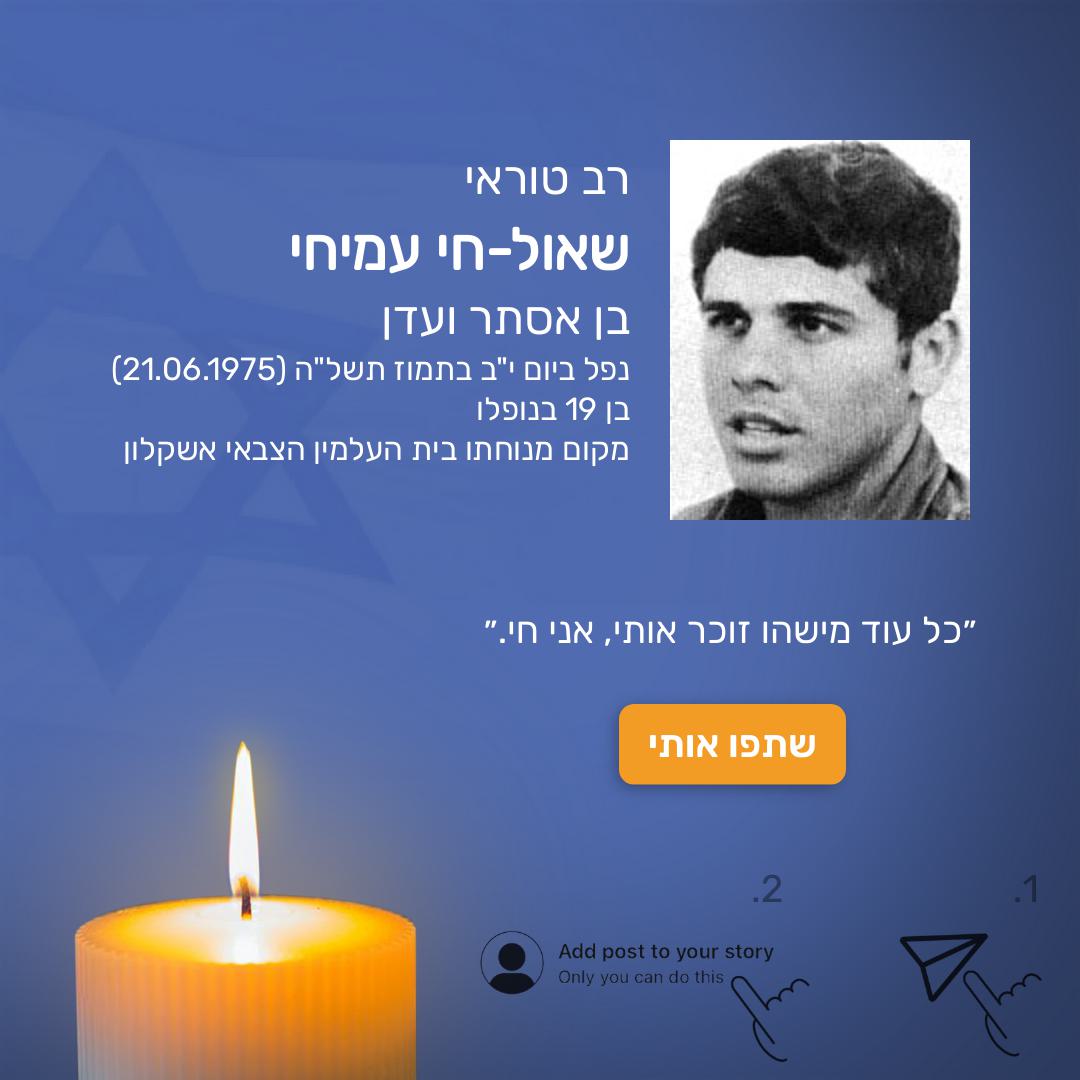 רב טוראי
שאול-חי עמיחי
בן אסתר ועדן
נפל ביום י"ב בתמוז תשל"ה (21.06.1975)
בן 19 בנופלו
מקום מנוחתו בית העלמין הצבאי אשקלון
״כל עוד מישהו זוכר אותי, אני חי.״
שתפו אותי
.1
.2
Add post to your story
Only you can do this